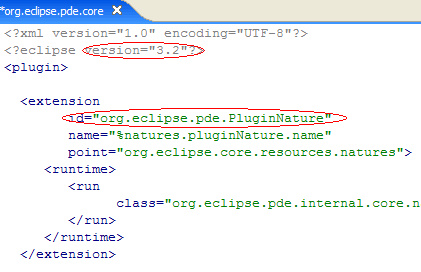 *org.eclipse.pde.core
<?xml version="1.0" encoding="UTF-8"?>
<?eclipse version="3.2"?>
<plugin>
<extension
id="org.eclipse.pde.PluginNature"
name="%natures.pluginNature.name"
point="org.eclipse.core.resources.natures">
<runtime>
<run
class="org.eclipse.pde.internal.core.n
</run>
</runtime>
</extension>